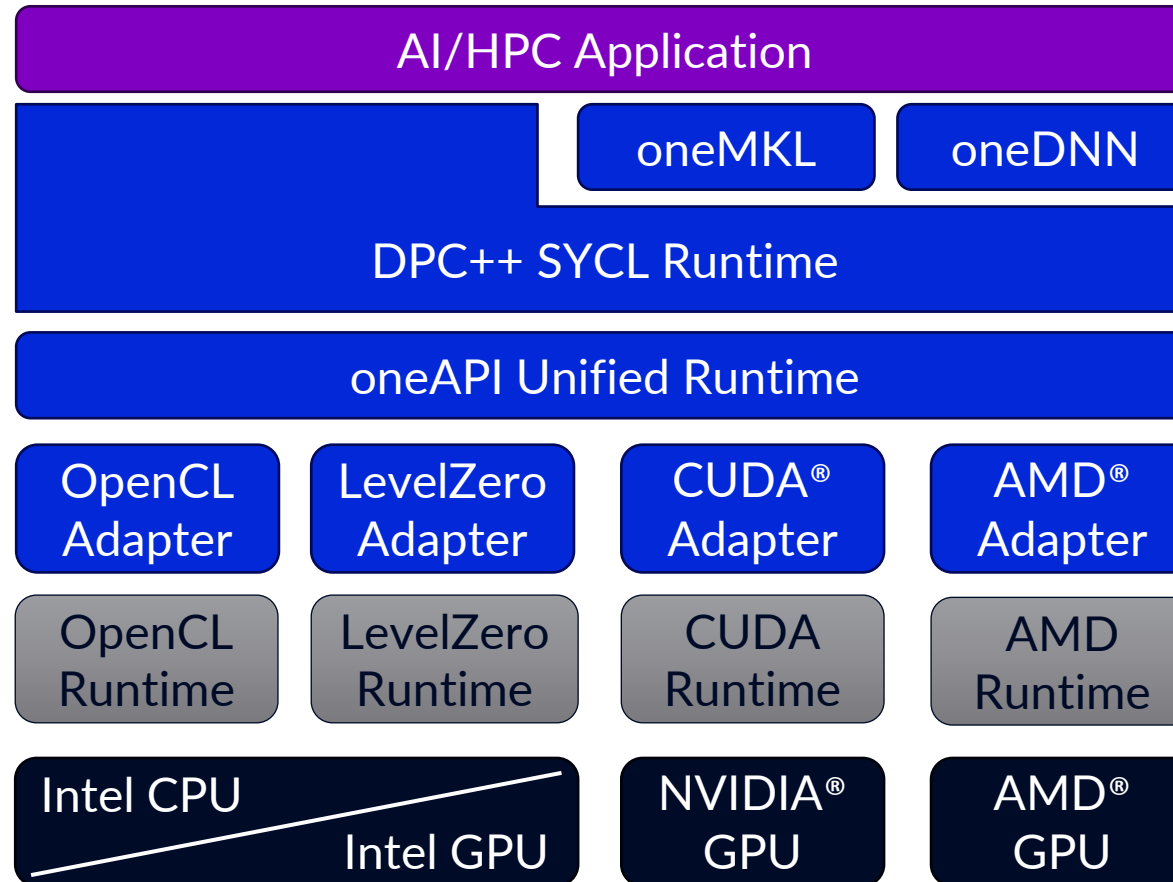 AI/HPC Application
oneMKL
oneDNN
DPC++ SYCL Runtime
oneAPI Unified Runtime
OpenCL
Adapter
LevelZero
Adapter
CUDA®
Adapter
AMD®
Adapter
OpenCL
Runtime
LevelZero
Runtime
CUDA
Runtime
AMD
Runtime
Intel CPU
Intel GPU
NVIDIA®
GPU
AMD®
GPU